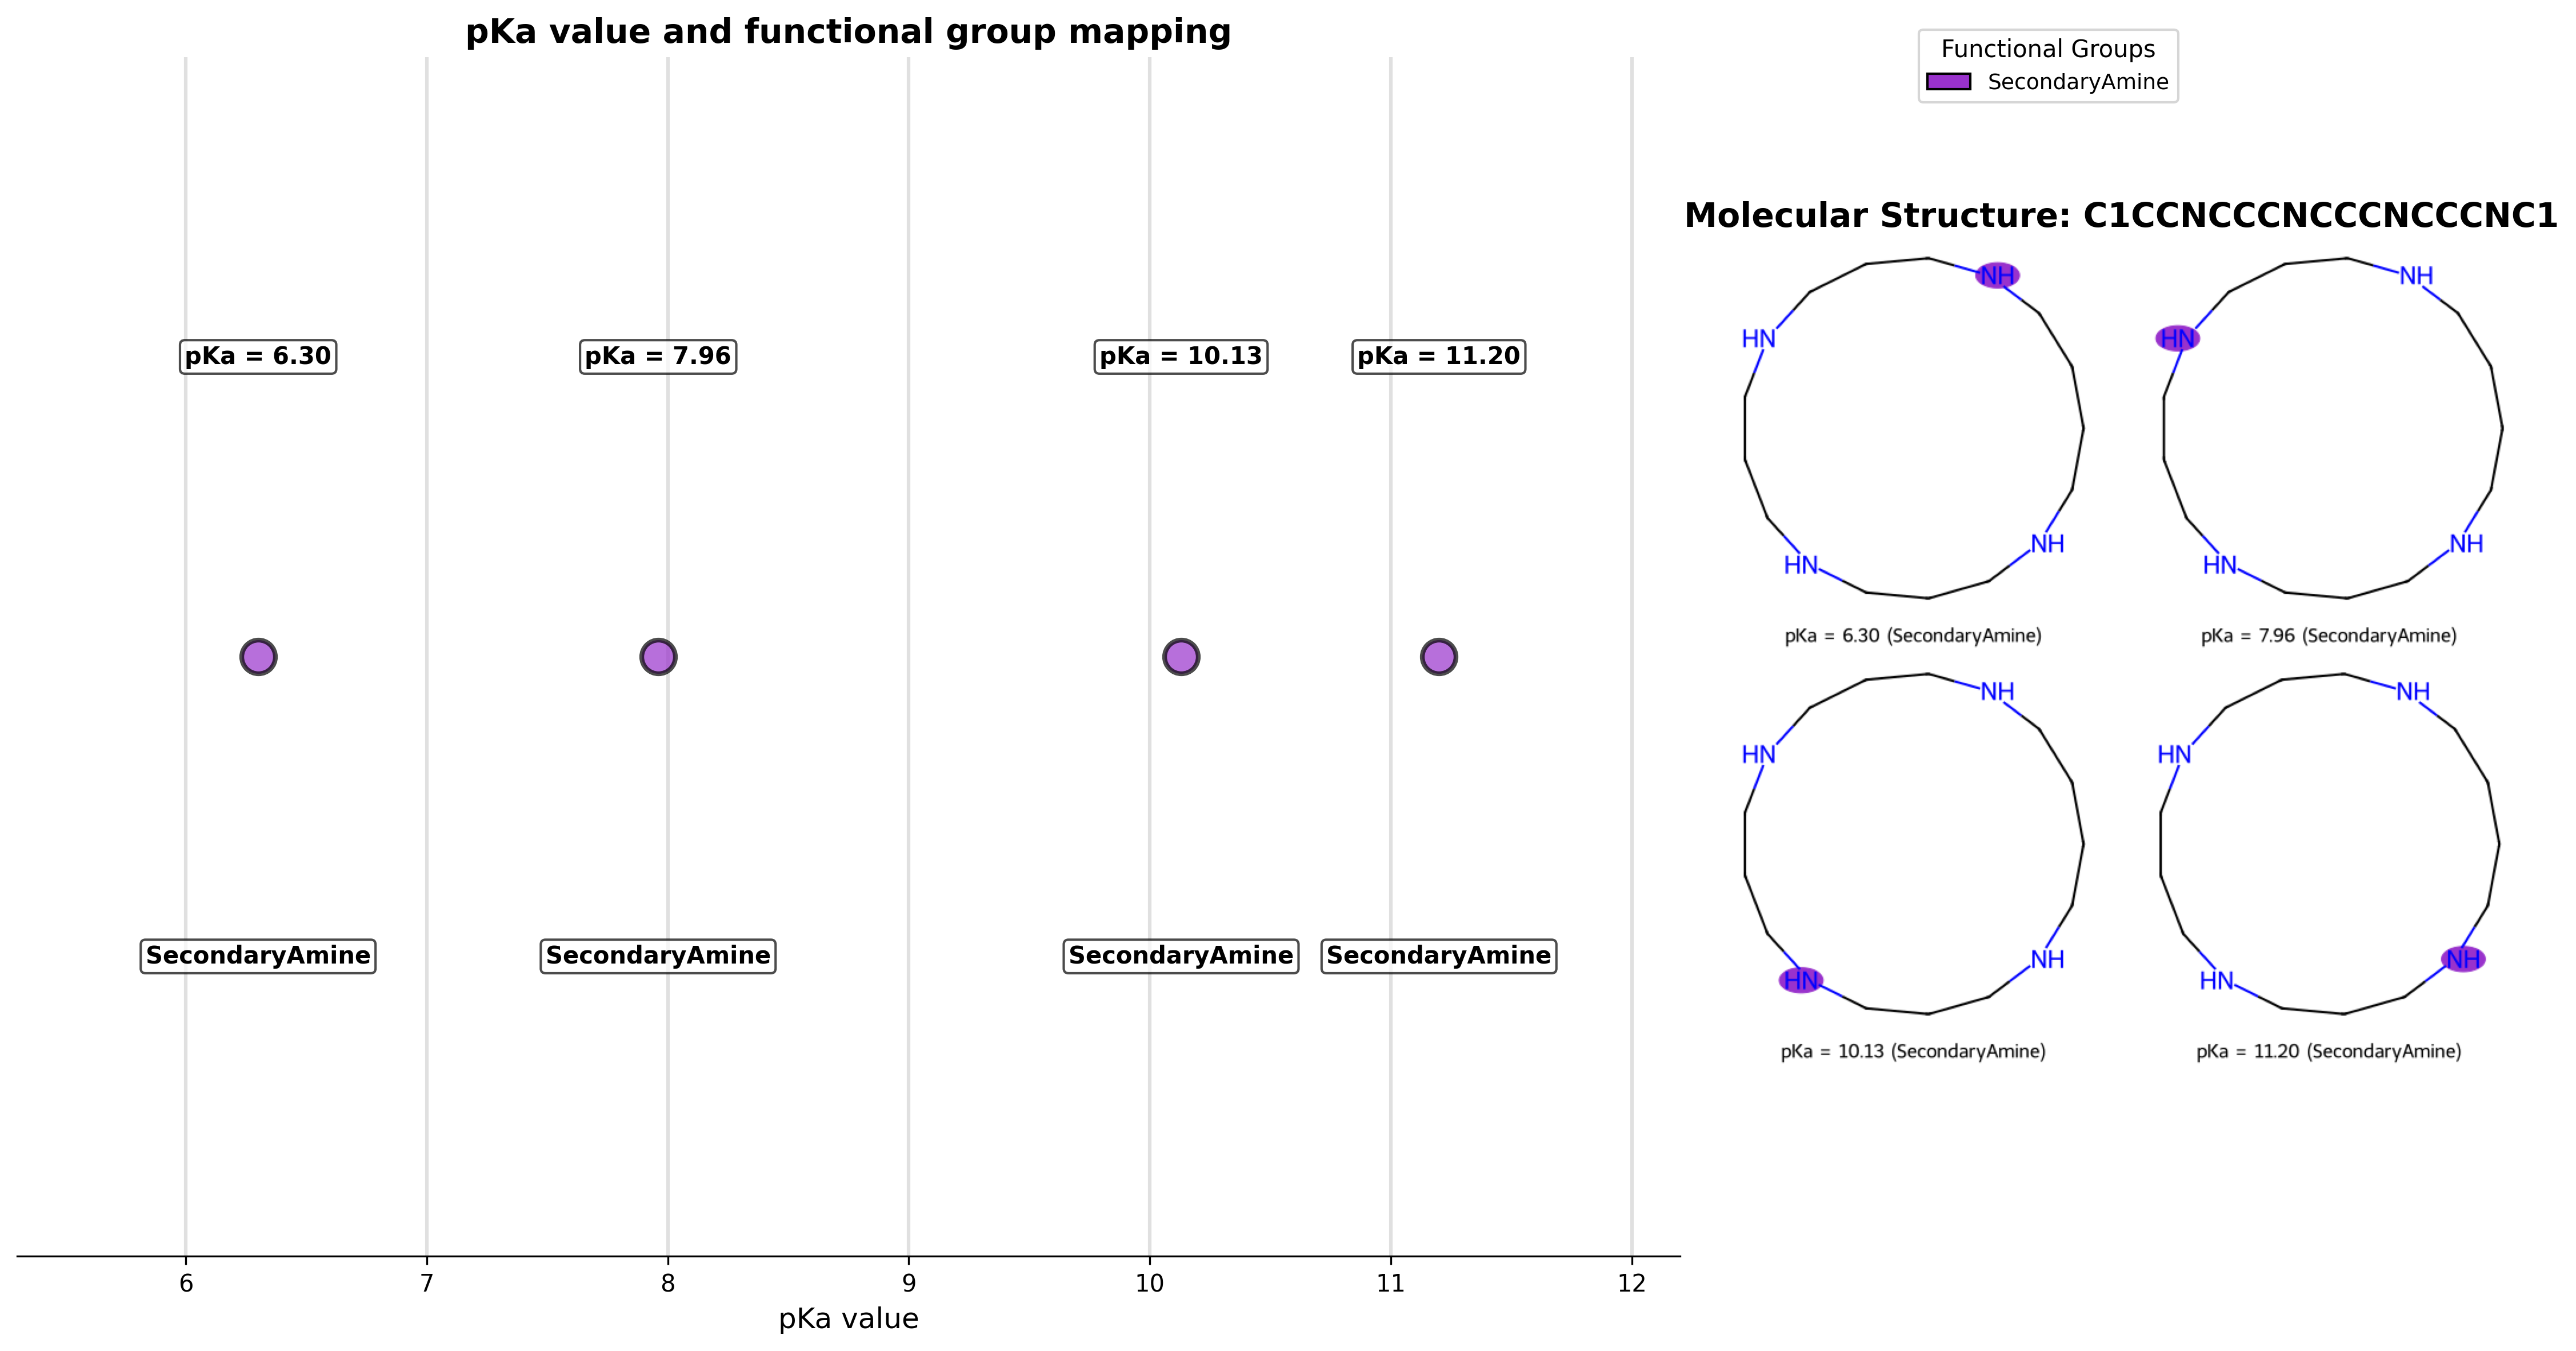 pKa value and functional group mapping
pKa = 6.30
pKa = 7.96
pKa = 10.13
pKa = 11.20
SecondaryAmine
SecondaryAmine
SecondaryAmine
SecondaryAmine
6 7 8 9 10 11 12
pKa value
Functional Groups
SecondaryAmine
Molecular Structure: C1CCNCCCNCCCNCCCNC1
NH
HN
HN
NH
pKa = 6.30 (SecondaryAmine)
NH
HN
HN
NH
pKa = 7.96 (SecondaryAmine)
NH
HN
NH
HN
pKa = 10.13 (SecondaryAmine)
NH
HN
NH
HN
pKa = 11.20 (SecondaryAmine)